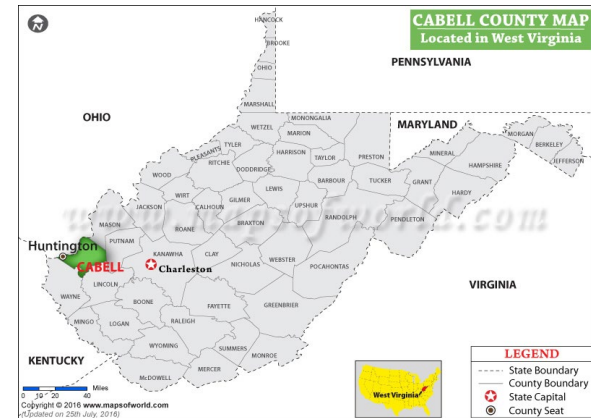 CABELL COUNTY MAP
Located in West Virginia
HANCOCK
BROOKE
PENNSYLVANIA
OHIO
MARSHALL
OHIO
WETZEL
MONONGALIA
MARION
MARYLAND
MORGAN
BERKELEY
JEFFERSON
PLEASANTS
TYLER
RITCHIE
DODDRIDGE
HARRISON
TAYLOR
PRESTON
MINERAL
HAMPSHIRE
WOOD
WIRT
LEWIS
BARBOUR
TUCKER
GRANT
HARDY
JACKSON
CALHOUN
GILMER
UPSHUR
RANDOLPH
PENDLETON
www.mapsofworld.com
MASON
ROANE
BRAXTON
PUTNAM
Huntington
CABELL
KANAWHA
Charleston
CLAY
NICHOLAS
WEBSTER
POCAHONTAS
LINCOLN
VIRGINIA
WAYNE
BOONE
FAYETTE
GREENBRIER
MINGO
LOGAN
RALEIGH
WYOMING
SUMMERS
MONROE
KENTUCKY
McDOWELL
MERCER
West Virginia
LEGEND
State Boundary
County Boundary
State Capital
County Seat
0 10 20 40 Miles
Copyright © 2016 www.mapsofworld.com
(Updated on 25th July, 2016)